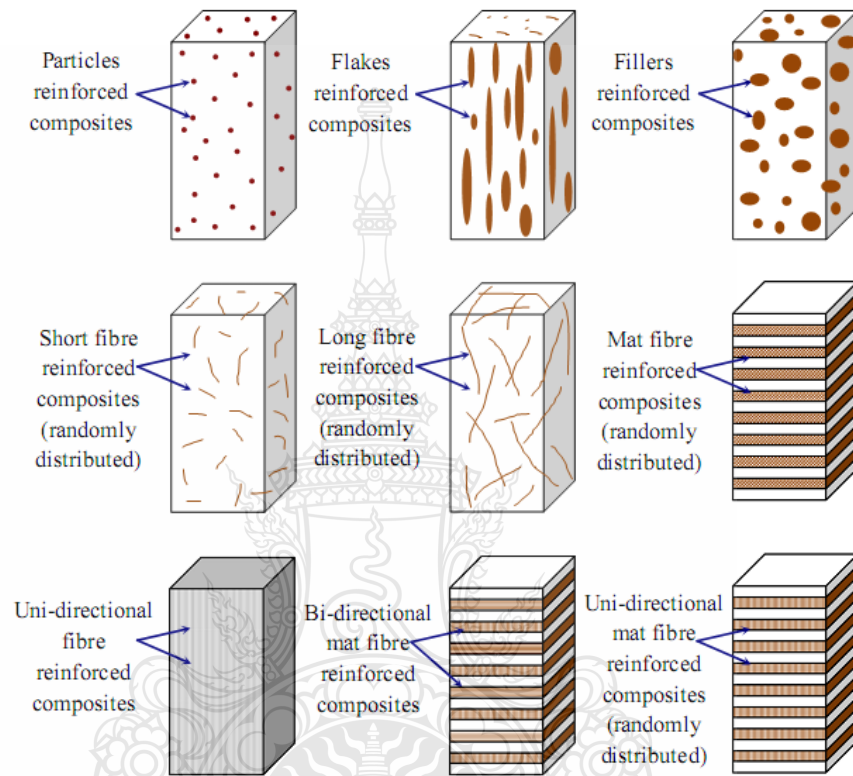 Particles
reinforced
composites
Flakes
reinforced
composites
Fillers
reinforced
composites
Short fibre
reinforced
composites
(randomly
distributed)
Long fibre
reinforced
composites
(randomly
distributed)
Mat fibre
reinforced
composites
(randomly
distributed)
Uni-directional
fibre
reinforced
composites
Bi-directional
mat fibre
reinforced
composites
Uni-directional
mat fibre
reinforced
composites
(randomly
distributed)